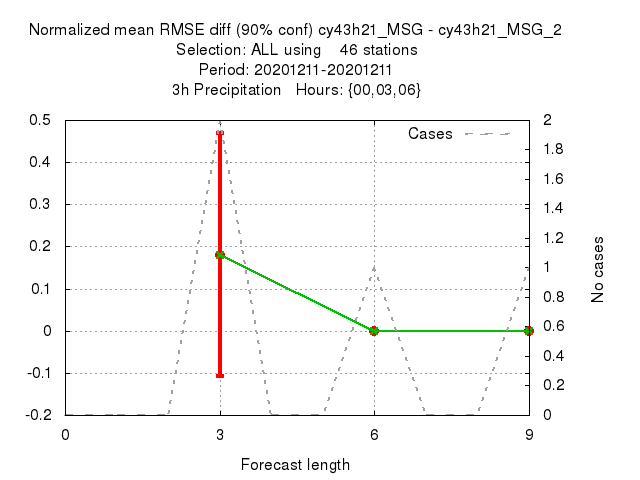 Normalized mean RMSE diff (90% conf) cy43h21_MSG - cy43h21_MSG_2
Selection: ALL using    46 stations
Period: 20201211-20201211
3h Precipitation   Hours: {00,03,06}
Cases
0.5
0.4
0.3
0.2
0.1
0
-0.1
-0.2
2
1.8
1.6
1.4
1.2
1
0.8
0.6
0.4
0.2
0
No cases
0 3 6 9
Forecast length